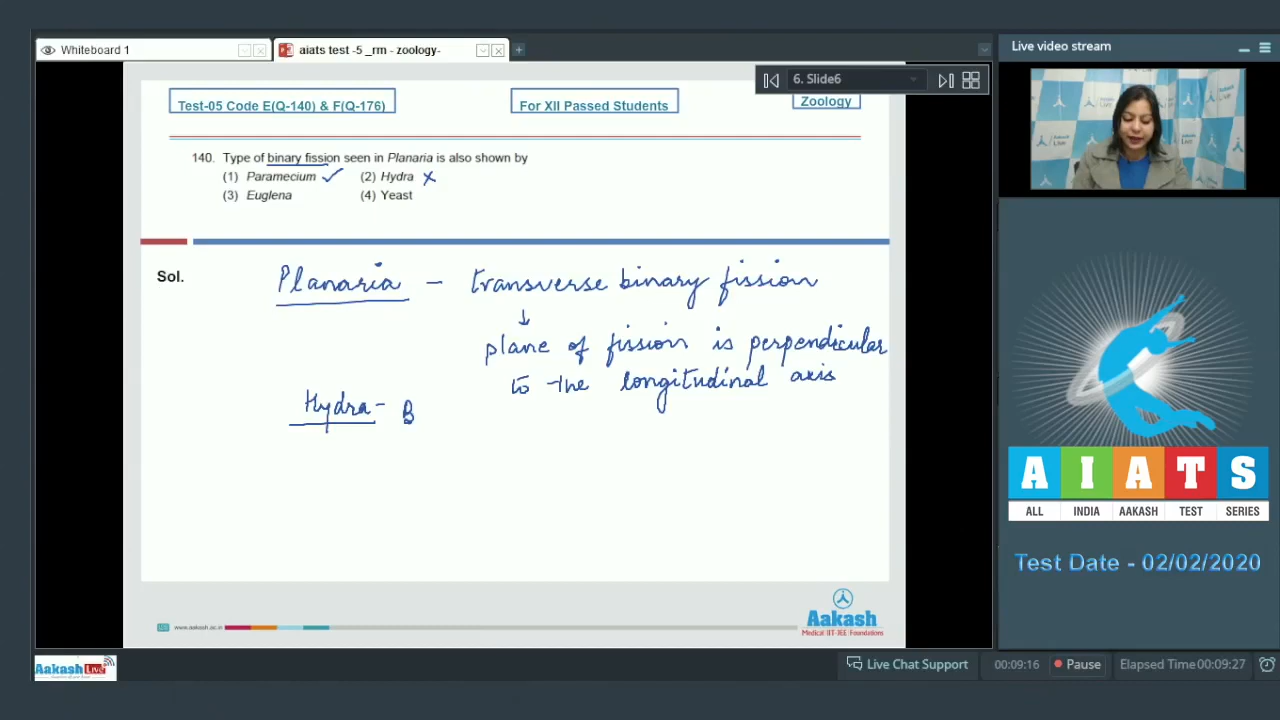 Whiteboard 1
aiats test -5 _rm - zoology-
Live video stream
6. Slide6
Test-05 Code E(Q-140) & F(Q-176)
For XII Passed Students
Zoology
140. Type of binary fission seen in Planaria is also shown by
(1) Paramecium ✓ (2) Hydra ✗
(3) Euglena (4) Yeast
Sol.
Planaria - transverse binary fission
↓
plane of fission is perpendicular
to the longitudinal axis
Hydra - B
A I A T S
ALL INDIA AAKASH TEST SERIES
Test Date - 02/02/2020
www.aakash.ac.in
Aakash
Medical IIT-JEE Foundations
Aakash Live
Live Chat Support
00:09:16
Pause
Elapsed Time 00:09:27